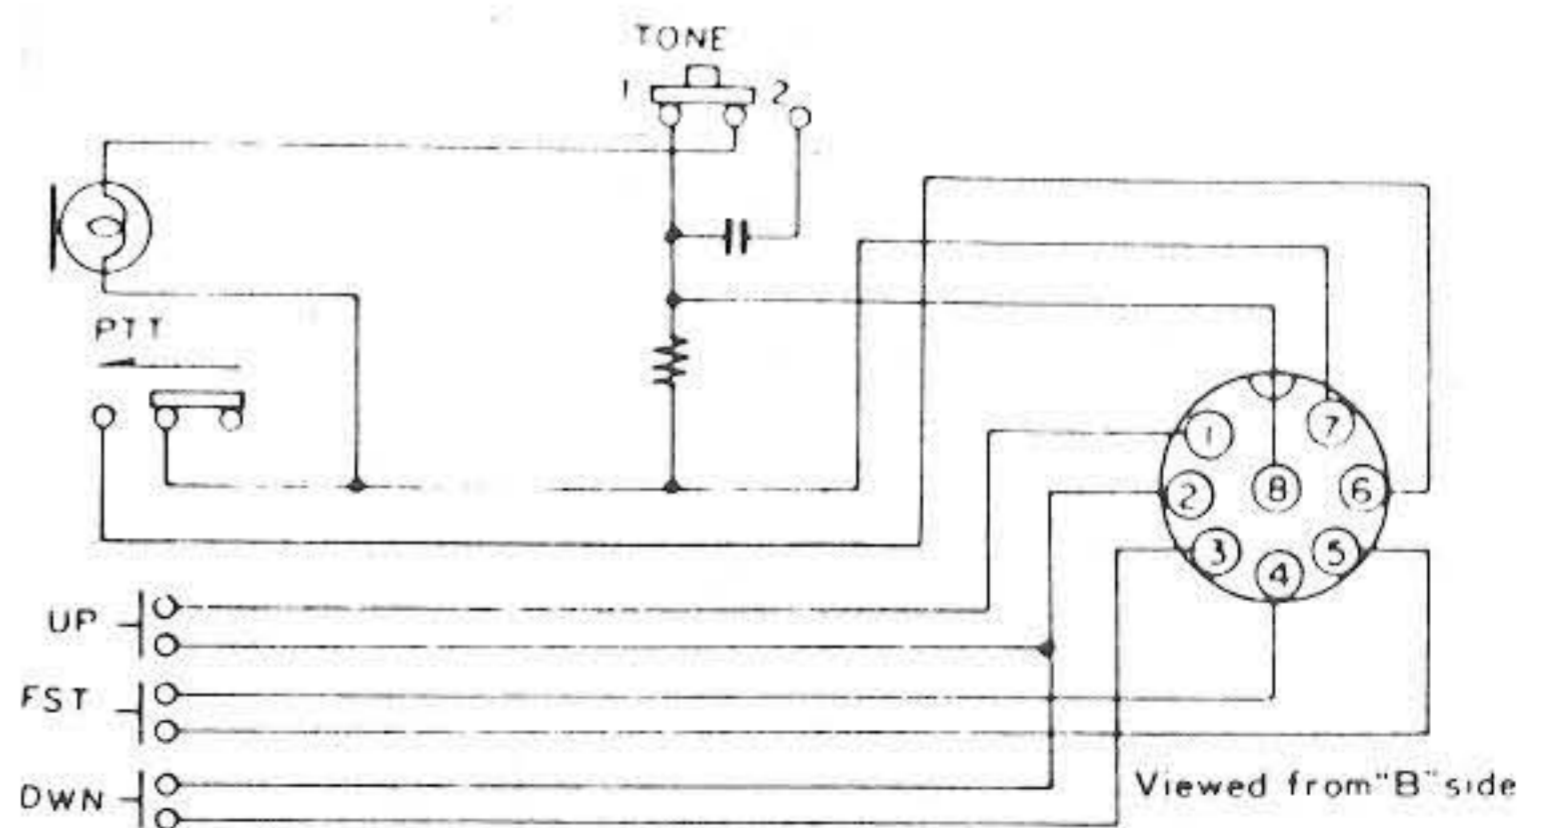 TONE
1 2
PTT
1 7
2 8 6
3 5
4
UP
FST
DWN
Viewed from "B" side